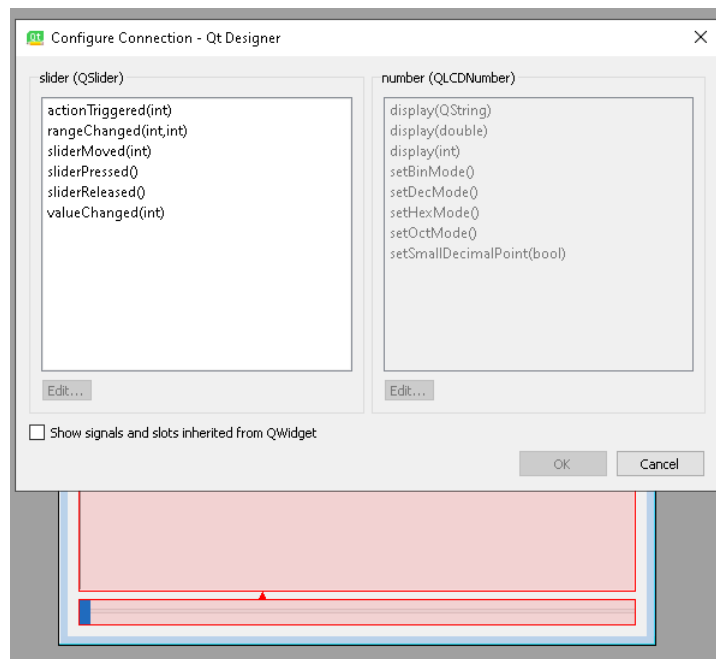 Configure Connection - Qt Designer
slider (QSlider)
actionTriggered(int)
rangeChanged(int,int)
sliderMoved(int)
sliderPressed()
sliderReleased()
valueChanged(int)
Edit...
number (QLCDNumber)
display(QString)
display(double)
display(int)
setBinMode()
setDecMode()
setHexMode()
setOctMode()
setSmallDecimalPoint(bool)
Edit...
Show signals and slots inherited from QWidget
OK
Cancel